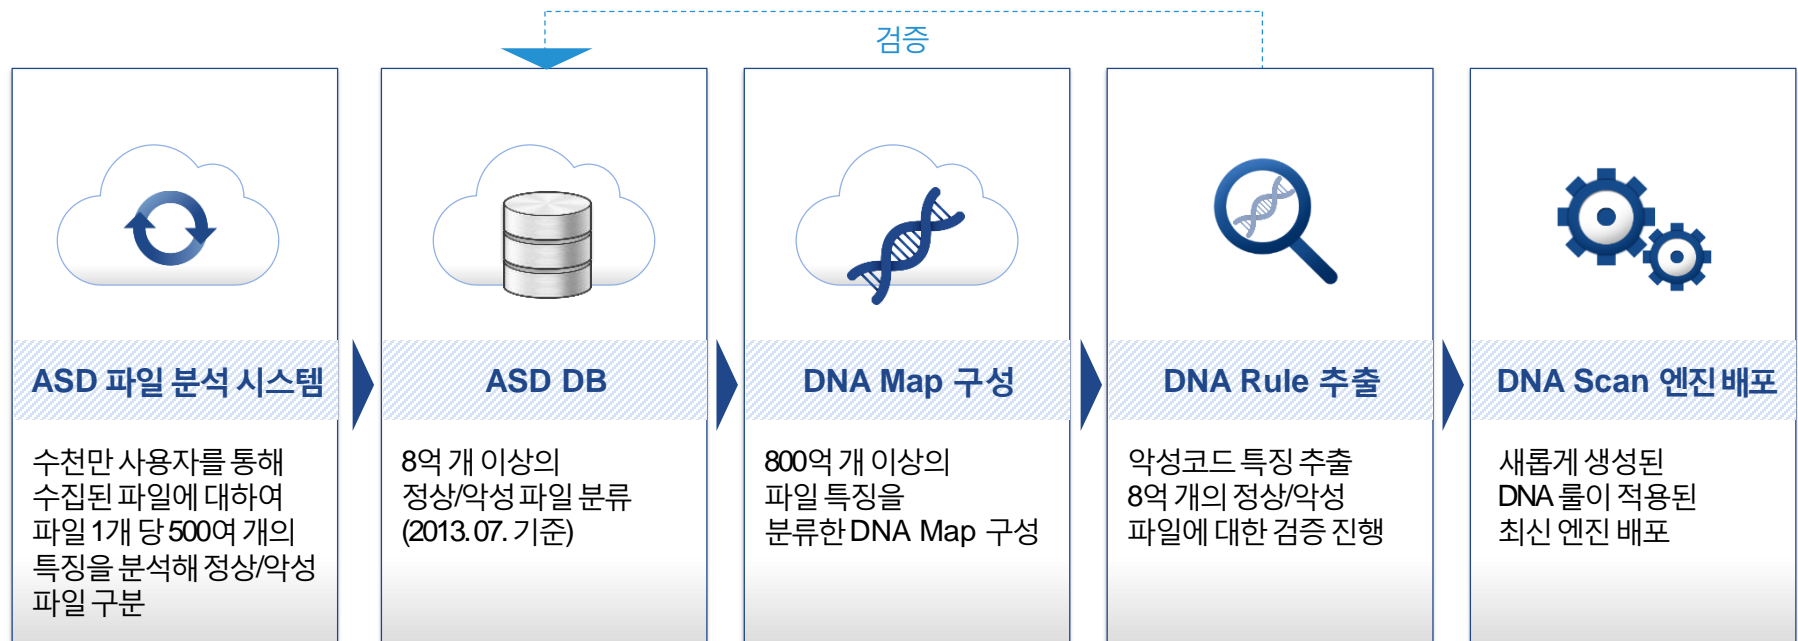 검증
ASD 파일 분석 시스템
수천만 사용자를 통해
수집된 파일에 대하여
파일 1개 당 500여 개의
특징을 분석해 정상/악성
파일 구분
ASD DB
8억 개 이상의
정상/악성 파일 분류
(2013. 07. 기준)
DNA Map 구성
800억 개 이상의
파일 특징을
분류한 DNA Map 구성
DNA Rule 추출
악성코드 특징 추출
8억 개의 정상/악성
파일에 대한 검증 진행
DNA Scan 엔진 배포
새롭게 생성된
DNA 룰이 적용된
최신 엔진 배포